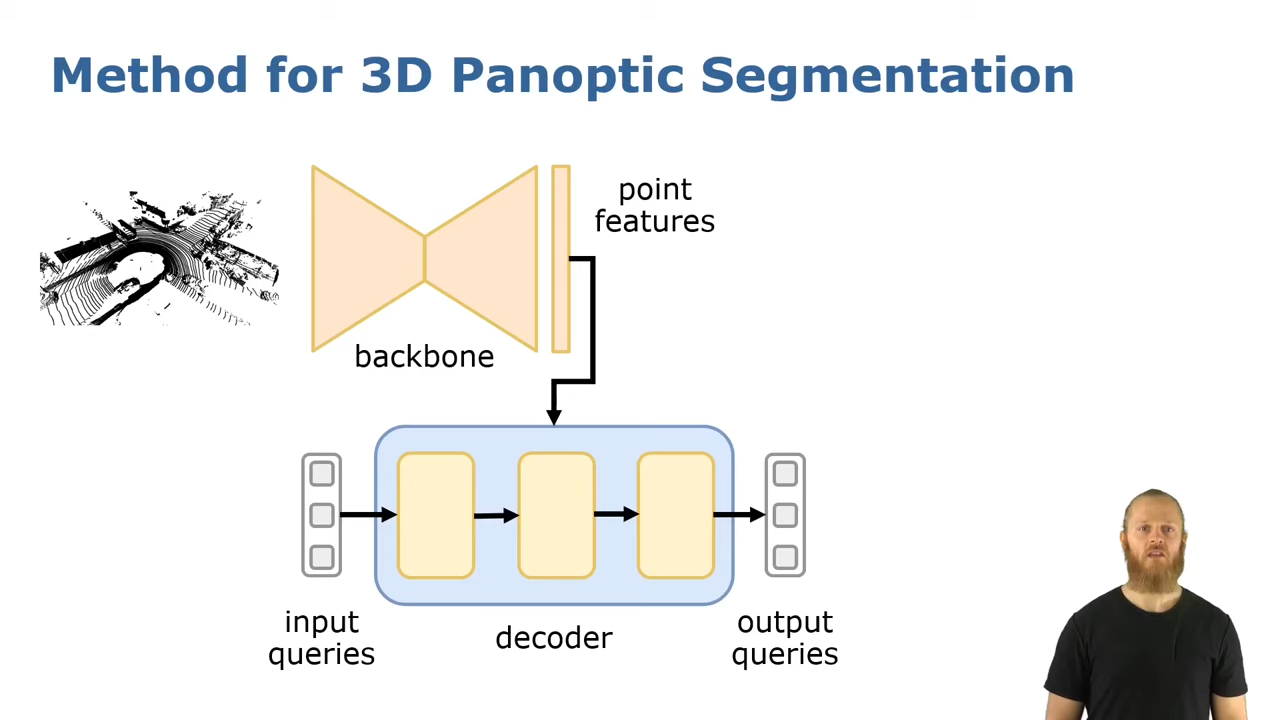 Method for 3D Panoptic Segmentation
point
features
backbone
input
queries
decoder
output
queries